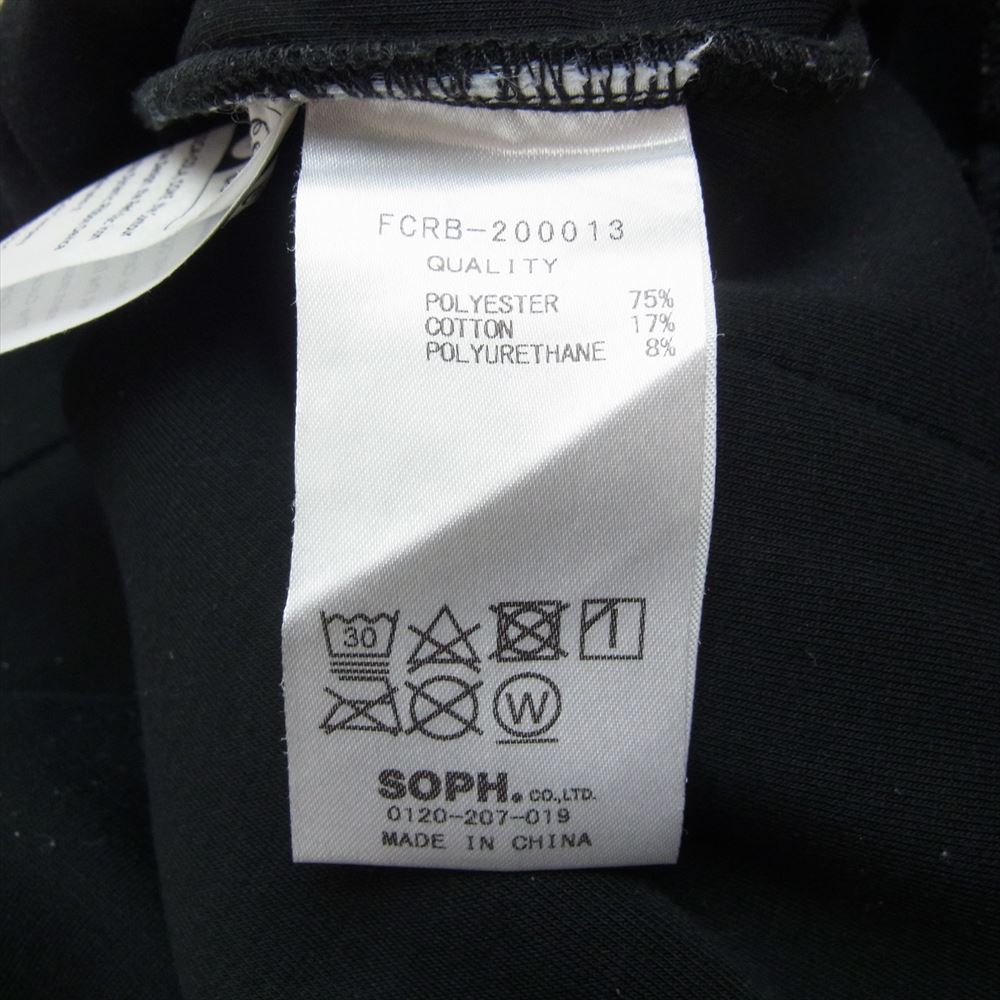 FCRB-200013
QUALITY
POLYESTER 75%
COTTON 17%
POLYURETHANE 8%
30
W
SOPH. CO.,LTD.
0120-207-019
MADE IN CHINA